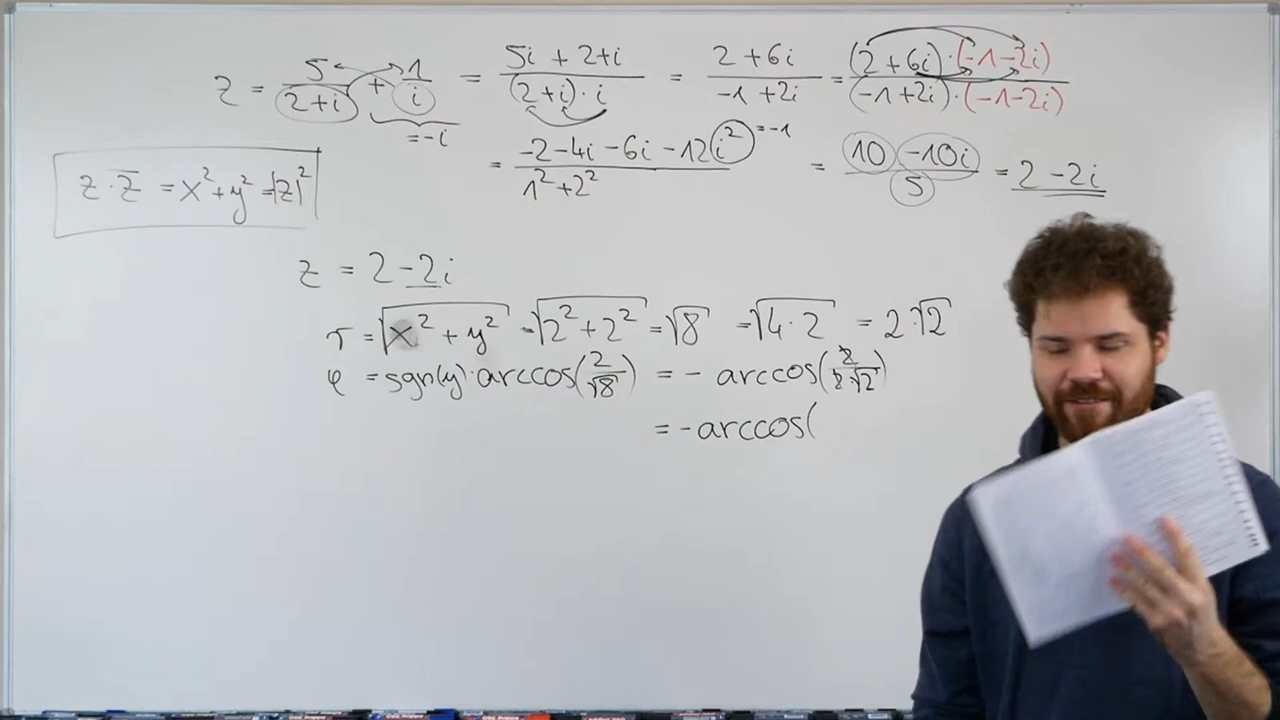 z = 5/(2+i) + 1/i = (5i + 2+i)/((2+i)·i) = (2+6i)/(-1+2i) = ((2+6i)·(-1-2i))/((-1+2i)·(-1-2i))
=-i
= (-2-4i-6i-12i²)/(1²+2²) = (10-10i)/5 = 2-2i
=-1
z·z̅ = x²+y²=|z|²
z = 2-2i
r = √(x²+y²) = √(2²+2²) = √8 = √(4·2) = 2·√2
φ = sgn(y)·arccos(2/√8) = - arccos(2/(2·√2))
= -arccos(